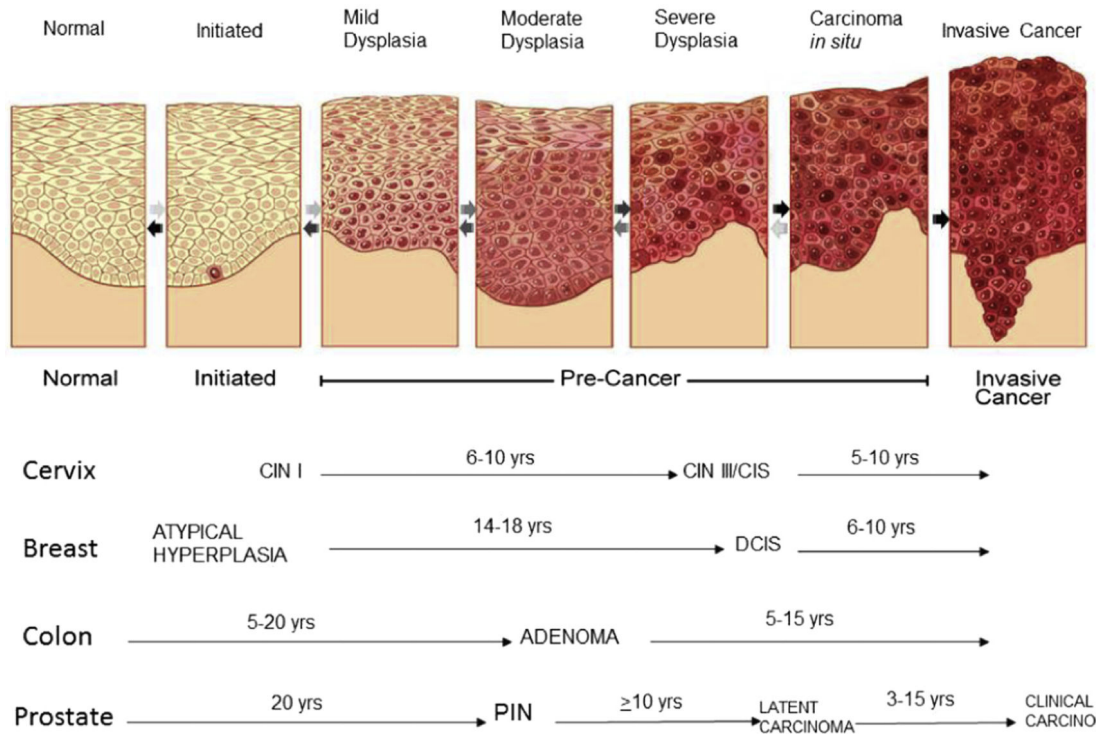 Normal
Initiated
Mild
Dysplasia
Moderate
Dysplasia
Severe
Dysplasia
Carcinoma
in situ
Invasive Cancer
Normal
Initiated
Pre-Cancer
Invasive
Cancer
Cervix
CIN I
6-10 yrs
CIN III/CIS
5-10 yrs
Breast
ATYPICAL
HYPERPLASIA
14-18 yrs
DCIS
6-10 yrs
Colon
5-20 yrs
ADENOMA
5-15 yrs
Prostate
20 yrs
PIN
≥10 yrs
LATENT
CARCINOMA
3-15 yrs
CLINICAL
CARCINO